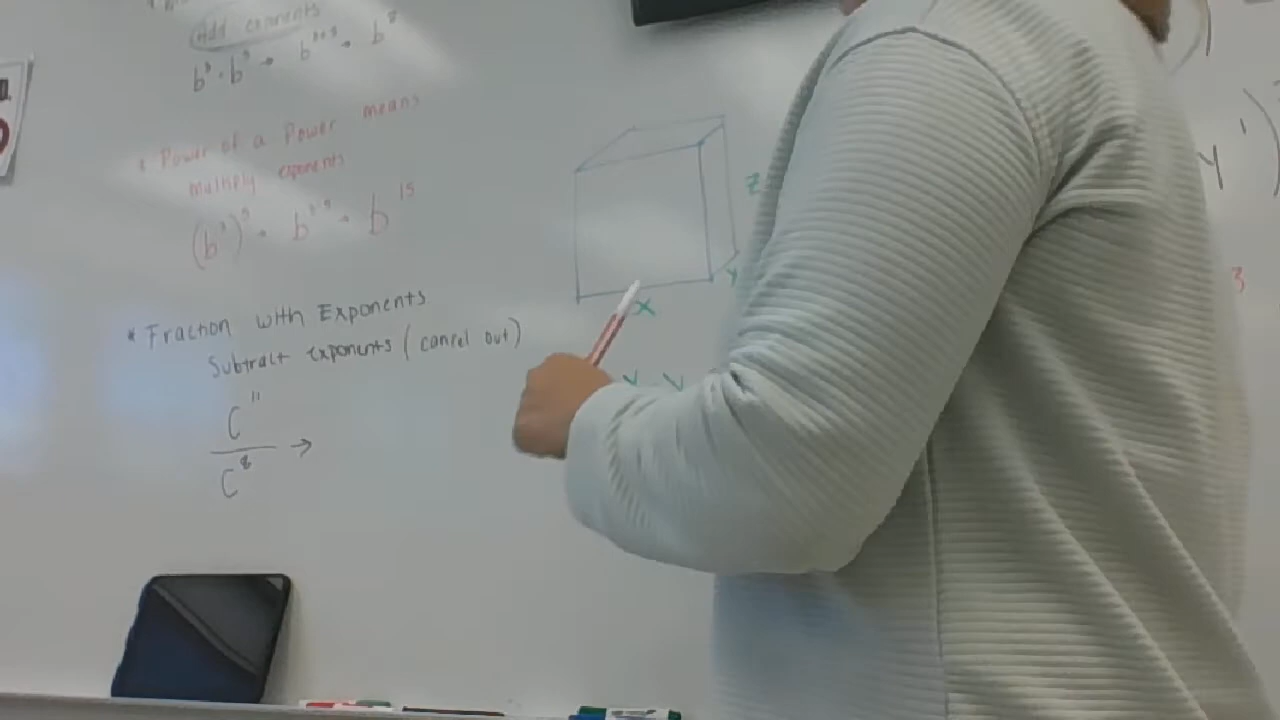 Add exponents
b³ · b⁵ → b³⁺⁵ → b⁸
* Power of a Power means
multiply exponents
(b³)⁵ → b³·⁵ → b¹⁵
* Fraction with Exponents
Subtract exponents (cancel out)
C¹¹
C⁸ →
z
x
y
3